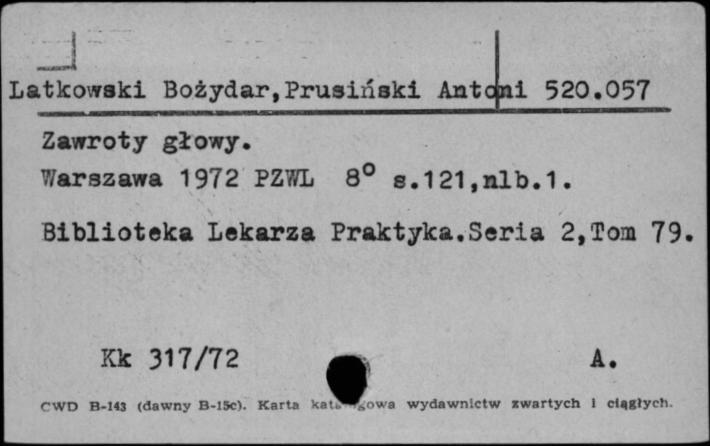 Latkowski Bożydar,Prusiński Antoni 520.057
Zawroty głowy.
Warszawa 1972 PZWL 8° s.121,nlb.1.
Biblioteka Lekarza Praktyka.Seria 2,Tom 79.
Kk 317/72 A.
CWD B-143 (dawny B-15c). Karta wydawnictw zwartych i ciągłych.